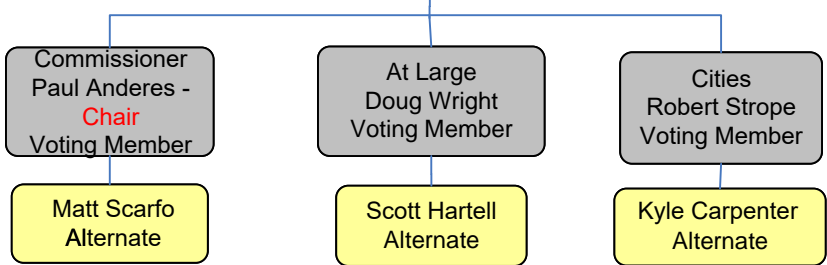 Commissioner
Paul Anderes -
Chair
Voting Member
At Large
Doug Wright
Voting Member
Cities
Robert Strope
Voting Member
Matt Scarfo
Alternate
Scott Hartell
Alternate
Kyle Carpenter
Alternate